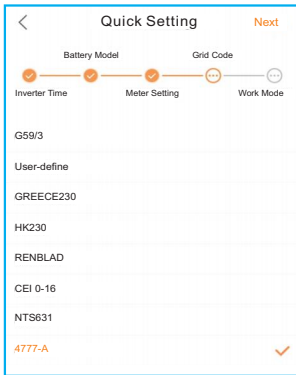 Quick Setting Next
Battery Model Grid Code
Inverter Time Meter Setting Work Mode
G59/3
User-define
GREECE230
HK230
RENBLAD
CEI 0-16
NTS631
4777-A